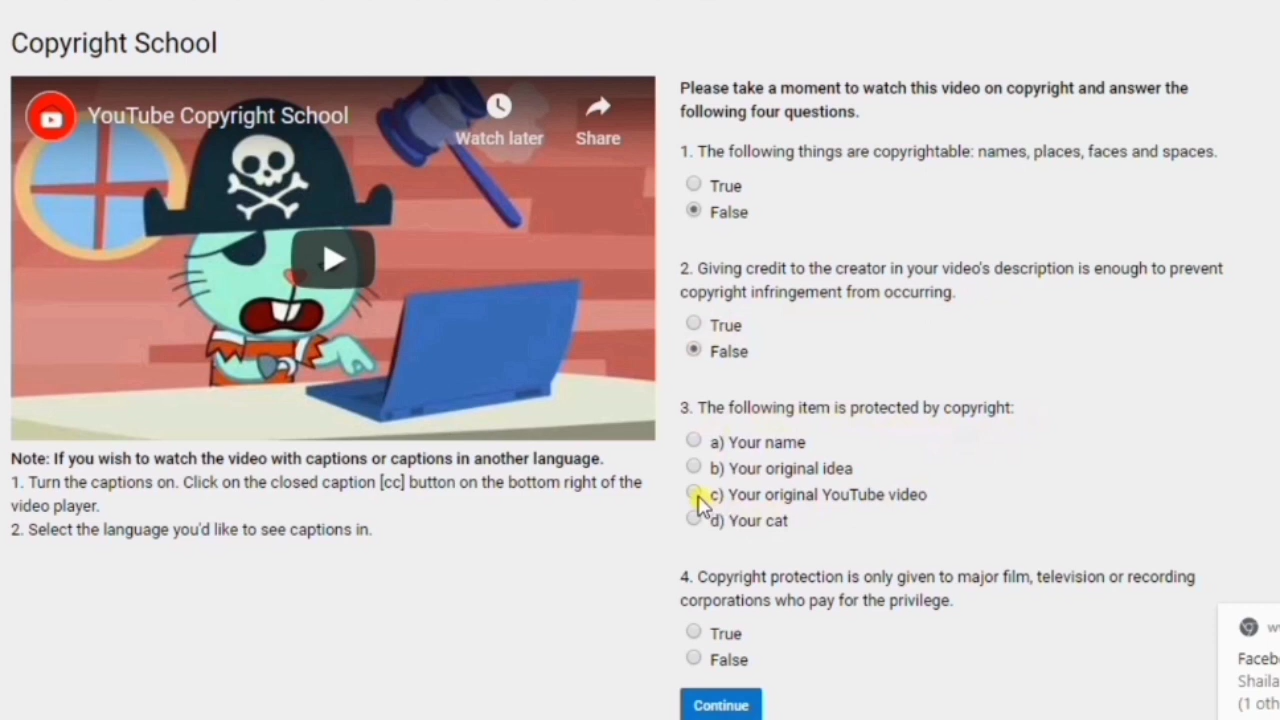 Copyright School
YouTube Copyright School
Watch later
Share
Note: If you wish to watch the video with captions or captions in another language.
1. Turn the captions on. Click on the closed caption [cc] button on the bottom right of the
video player.
2. Select the language you'd like to see captions in.
Please take a moment to watch this video on copyright and answer the
following four questions.
1. The following things are copyrightable: names, places, faces and spaces.
True
False
2. Giving credit to the creator in your video's description is enough to prevent
copyright infringement from occurring.
True
False
3. The following item is protected by copyright:
a) Your name
b) Your original idea
c) Your original YouTube video
d) Your cat
4. Copyright protection is only given to major film, television or recording
corporations who pay for the privilege.
True
False
Continue
Shaila
(1